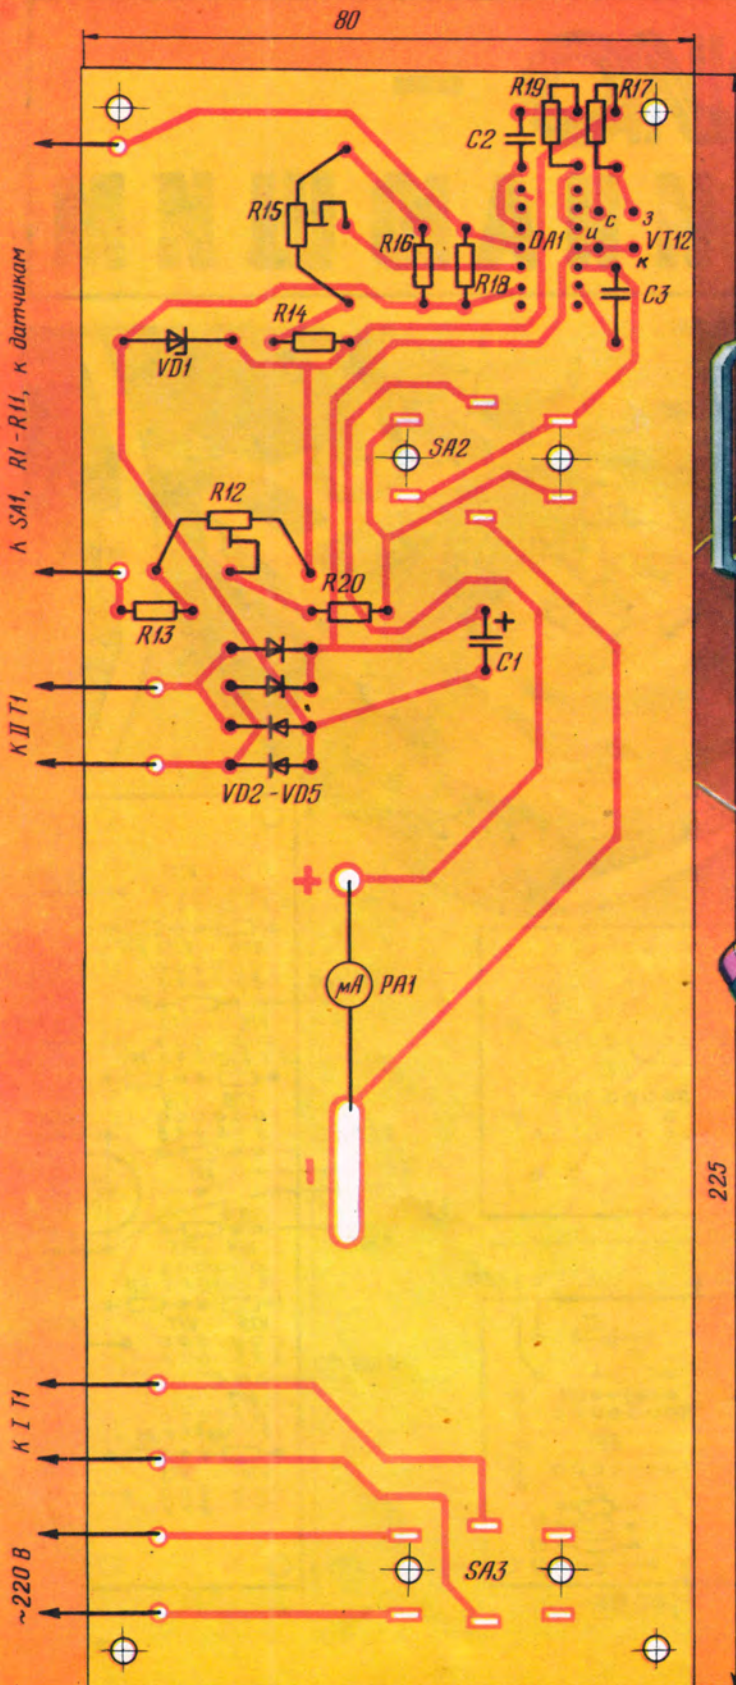 80
R19
R17
C2
R15
R16
R18
DA1
с
з
и
VT12
к
C3
R14
VD1
К SA1, R1-R11, к датчикам
SA2
R12
R20
R13
+
C1
К II T1
VD2-VD5
+
μA PA1
-
225
К I T1
~220 В
SA3